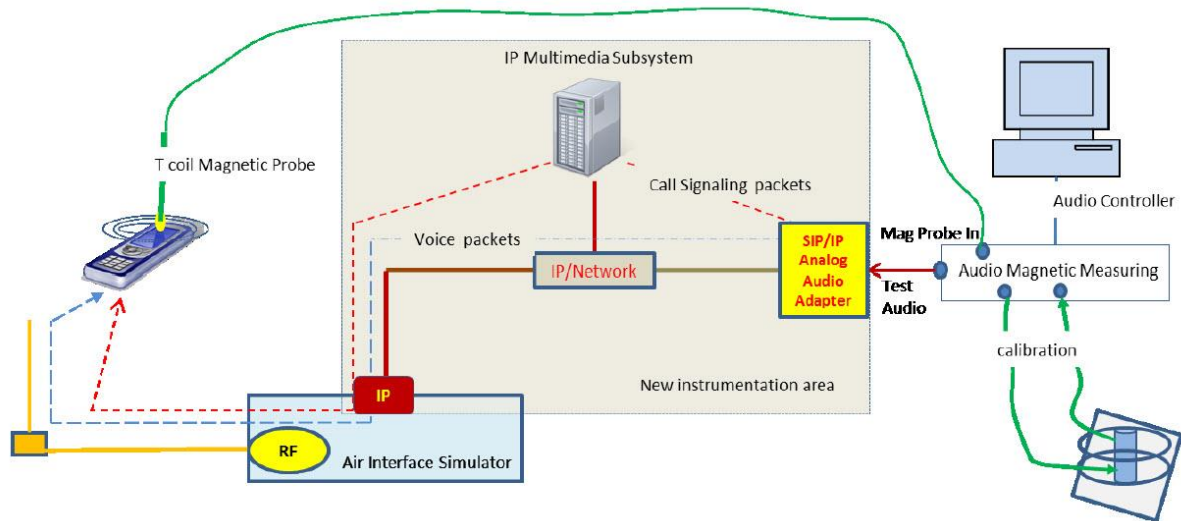 IP Multimedia Subsystem
T coil Magnetic Probe
Call Signaling packets
Audio Controller
Voice packets
Mag Probe In
SIP/IP
Analog
Audio
Adapter
IP/Network
Audio Magnetic Measuring
Test
Audio
calibration
IP
New instrumentation area
RF
Air Interface Simulator